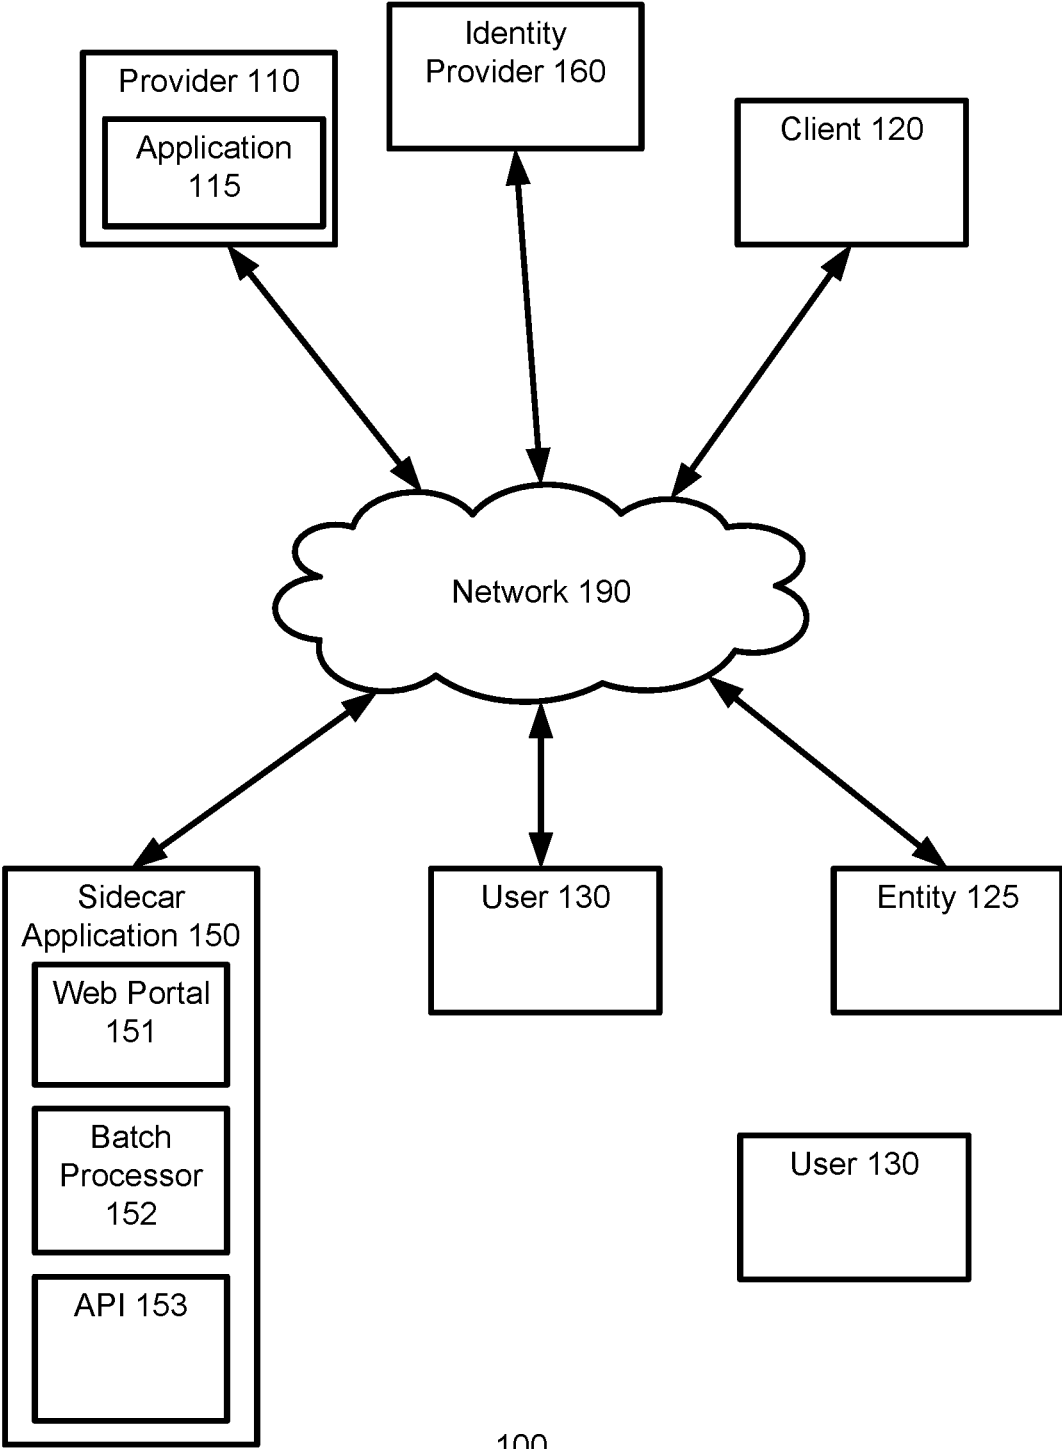 Identity
Provider 160
Provider 110
Application
115
Client 120
Network 190
Sidecar
Application 150
Web Portal
151
Batch
Processor
152
API 153
User 130
Entity 125
User 130
100